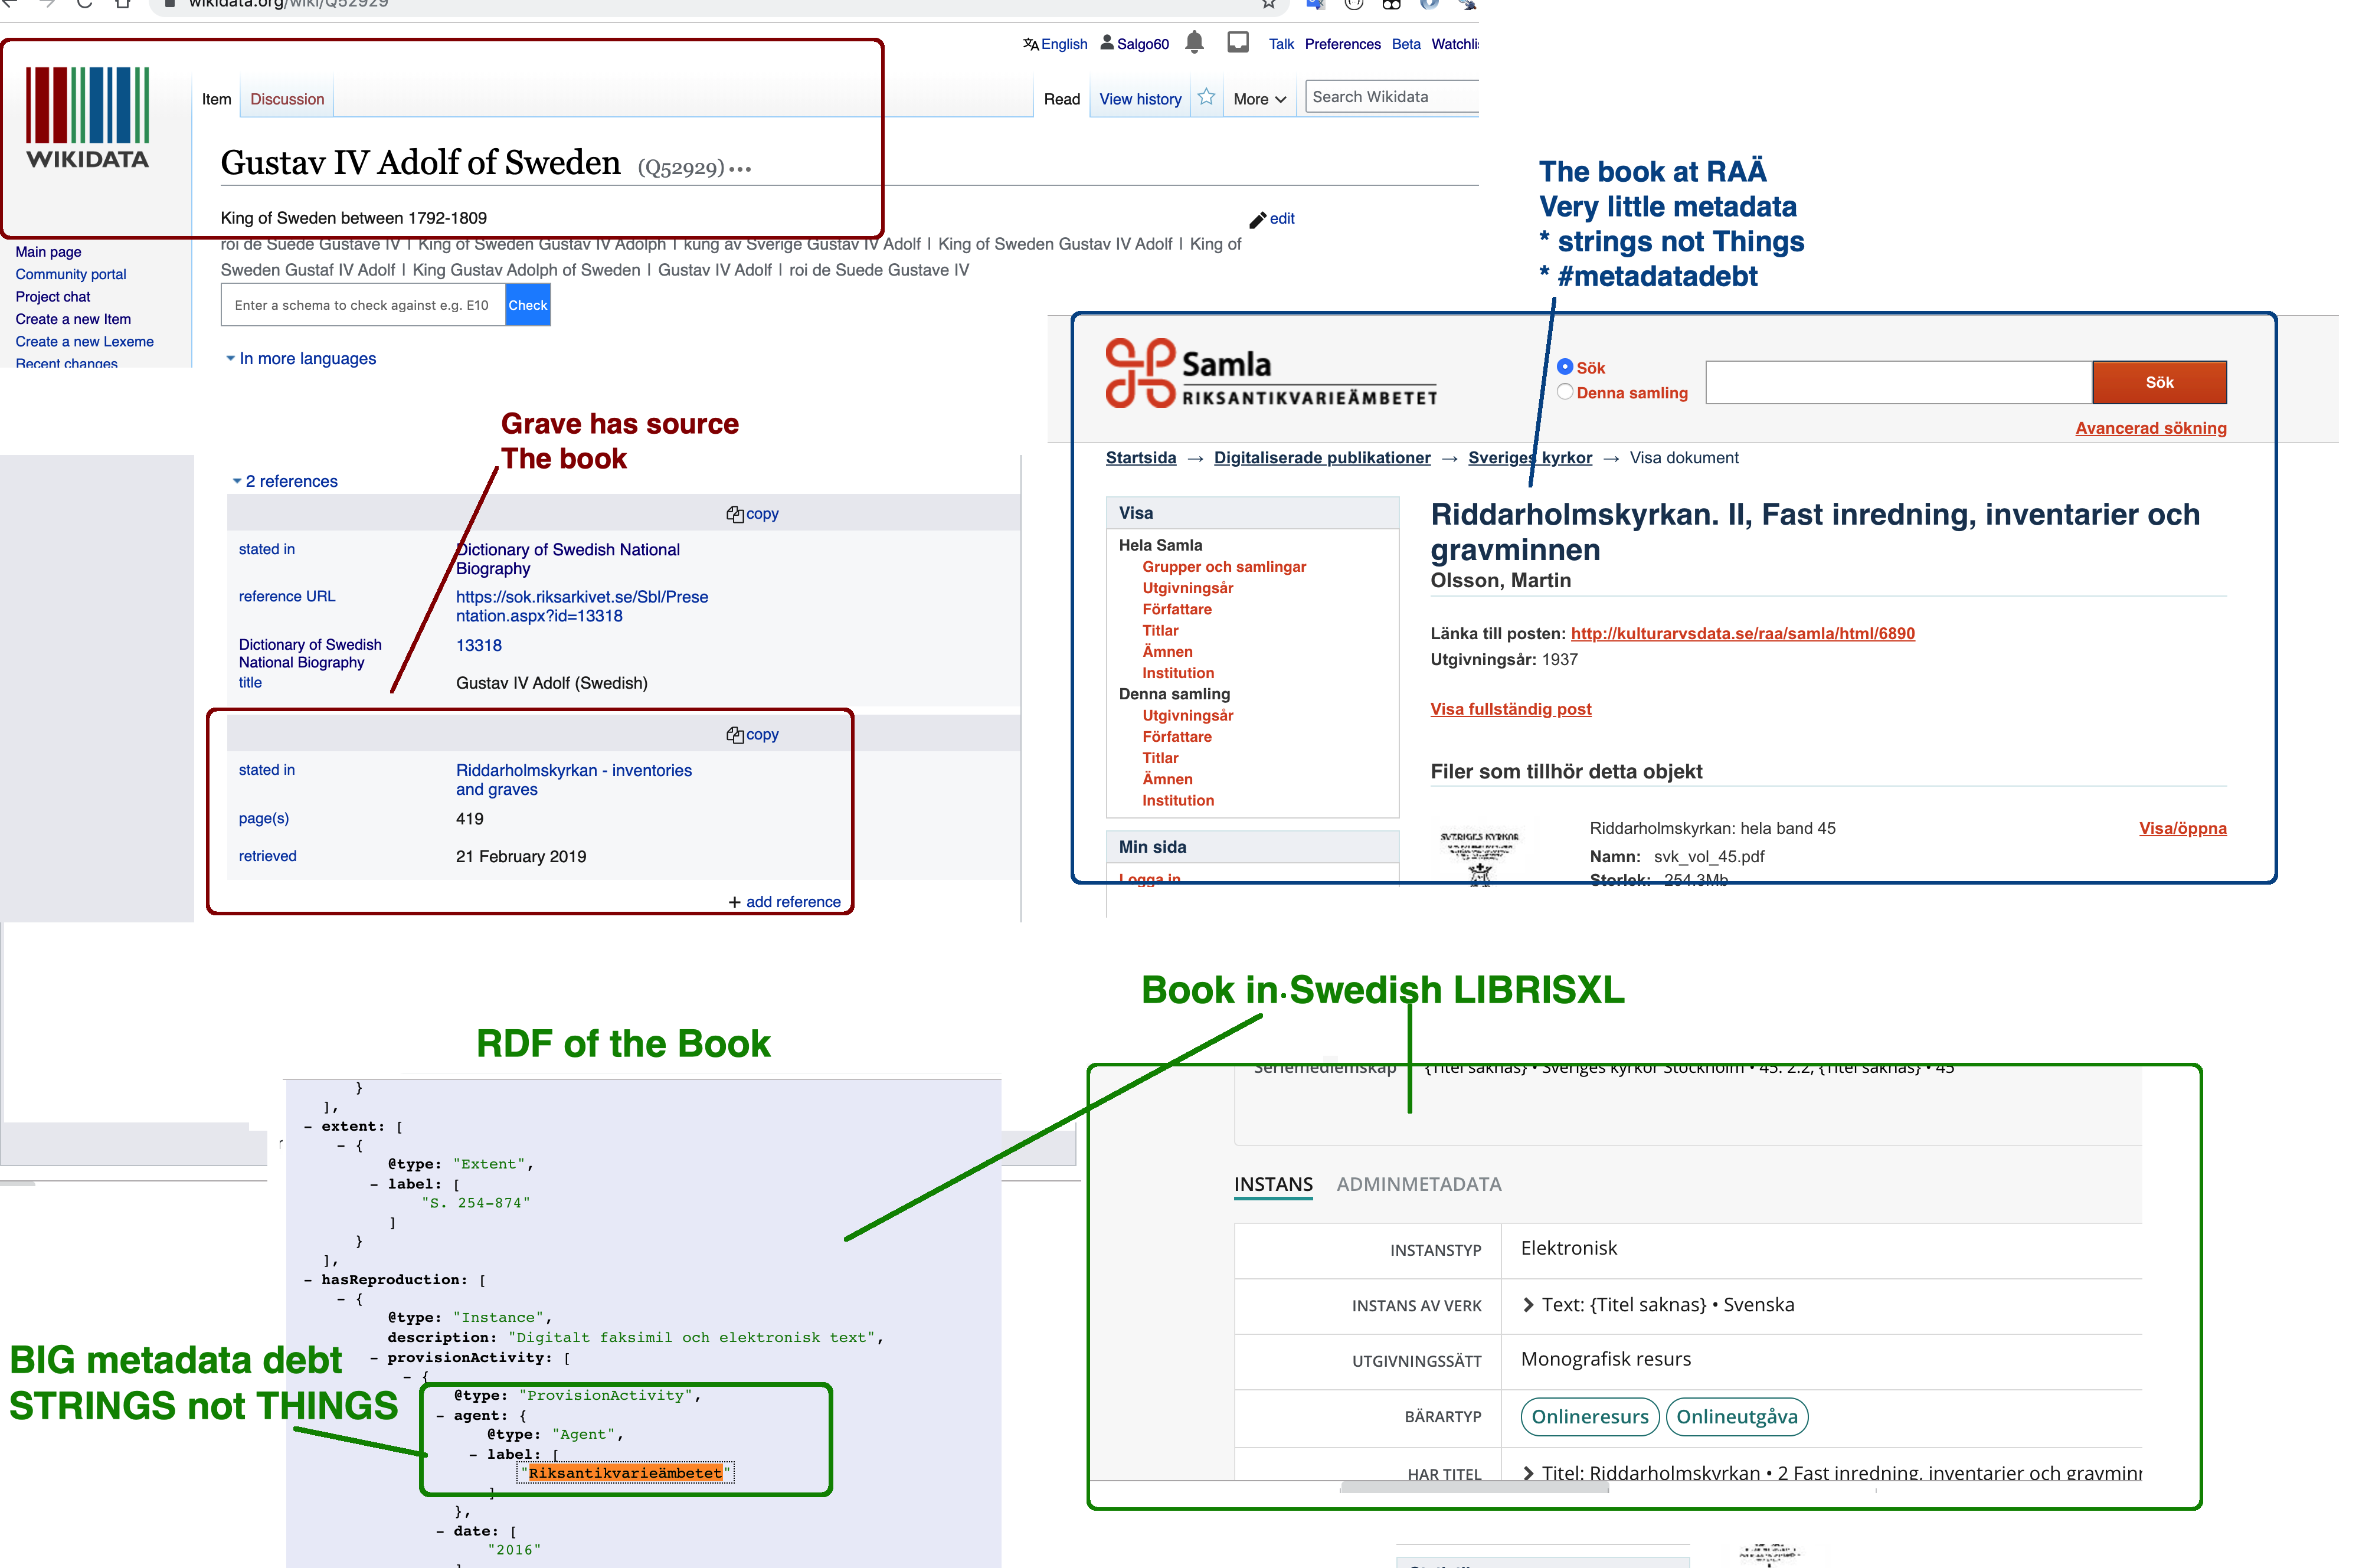 wikidata.org/wiki/Q52929
English Salgo60 Talk Preferences Beta Watchli
WIKIDATA
Item Discussion Read View history More Search Wikidata
Gustav IV Adolf of Sweden (Q52929)
King of Sweden between 1792-1809
edit
roi de Suède Gustave IV | King of Sweden Gustav IV Adolph | kung av Sverige Gustav IV Adolf | King of Sweden Gustav IV Adolf | King of
Sweden Gustaf IV Adolf | King Gustav Adolph of Sweden | Gustav IV Adolf | roi de Suede Gustave IV
Enter a schema to check against e.g. E10 Check
In more languages
Main page
Community portal
Project chat
Create a new Item
Create a new Lexeme
Recent changes
Grave has source
The book
2 references
copy
stated in Dictionary of Swedish National
Biography
reference URL https://sok.riksarkivet.se/Sbl/Prese
ntation.aspx?id=13318
Dictionary of Swedish 13318
National Biography
title Gustav IV Adolf (Swedish)
copy
stated in Riddarholmskyrkan - inventories
and graves
page(s) 419
retrieved 21 February 2019
+ add reference
The book at RAÄ
Very little metadata
* strings not Things
* #metadatadebt
Samla
RIKSANTIKVARIEÄMBETET
Sök
Denna samling
Sök
Avancerad sökning
Startsida → Digitaliserade publikationer → Sveriges kyrkor → Visa dokument
Visa
Hela Samla
Grupper och samlingar
Utgivningsår
Författare
Titlar
Ämnen
Institution
Denna samling
Utgivningsår
Författare
Titlar
Ämnen
Institution
Min sida
Logga in
Riddarholmskyrkan. II, Fast inredning, inventarier och
gravminnen
Olsson, Martin
Länka till posten: http://kulturarvsdata.se/raa/samla/html/6890
Utgivningsår: 1937
Visa fullständig post
Filer som tillhör detta objekt
SVERIGES KYRKOR
Riddarholmskyrkan: hela band 45
Visa/öppna
Namn: svk_vol_45.pdf
Storlek: 254.3Mb
Book in Swedish LIBRISXL
RDF of the Book
}
],
- extent: [
- {
@type: "Extent",
- label: [
"S. 254-874"
]
}
],
- hasReproduction: [
- {
@type: "Instance",
description: "Digitalt faksimil och elektronisk text",
- provisionActivity: [
- {
@type: "ProvisionActivity",
- agent: {
@type: "Agent",
- label: [
"Riksantikvarieämbetet"
]
},
- date: [
"2016"
BIG metadata debt
STRINGS not THINGS
Seriemedlemskap {Titel saknas} • Sveriges kyrkor Stockholm • 45. 2:2, {Titel saknas} • 45
INSTANS ADMINMETADATA
INSTANSTYP Elektronisk
INSTANS AV VERK Text: {Titel saknas} • Svenska
UTGIVNINGSSÄTT Monografisk resurs
BÄRARTYP Onlineresurs Onlineutgåva
HAR TITEL Titel: Riddarholmskyrkan • 2 Fast inredning, inventarier och gravminn